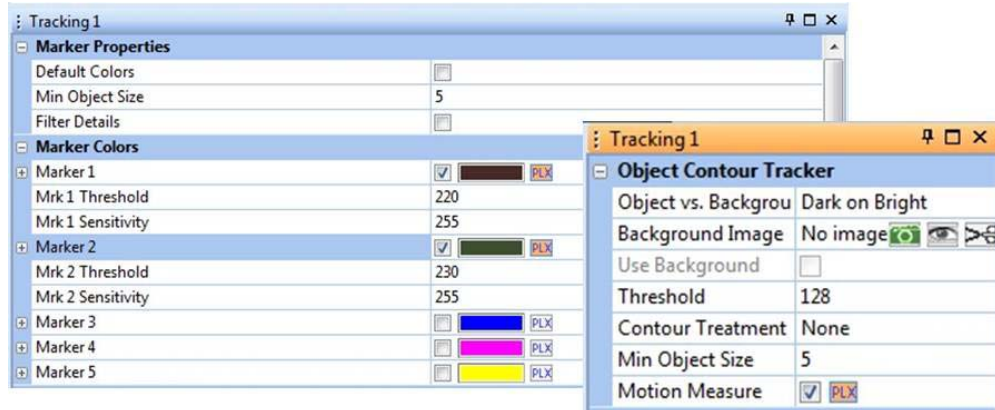 Tracking 1
Marker Properties
Default Colors
Min Object Size 5
Filter Details
Marker Colors
Marker 1 PLX
Mrk 1 Threshold 220
Mrk 1 Sensitivity 255
Marker 2 PLX
Mrk 2 Threshold 230
Mrk 2 Sensitivity 255
Marker 3 PLX
Marker 4 PLX
Marker 5 PLX
Tracking 1
Object Contour Tracker
Object vs. Backgrou Dark on Bright
Background Image No image
Use Background
Threshold 128
Contour Treatment None
Min Object Size 5
Motion Measure PLX